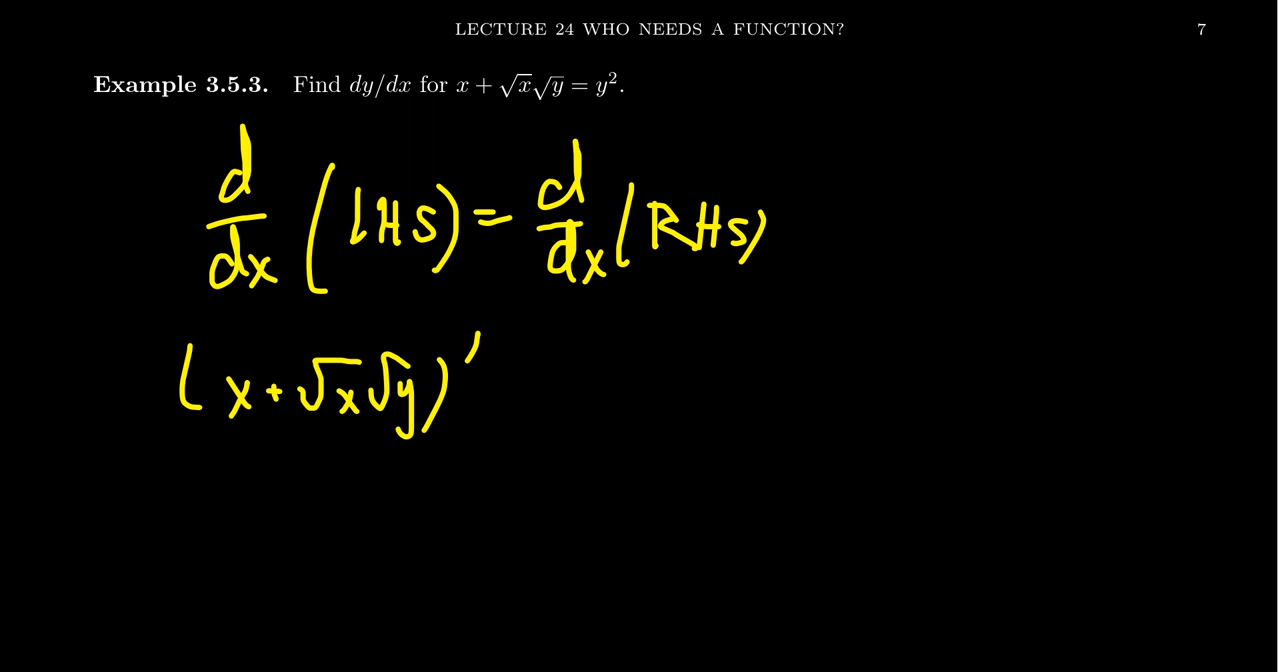 LECTURE 24 WHO NEEDS A FUNCTION? 7
Example 3.5.3. Find dy/dx for x + √x√y = y².
d/dx (LHS) = d/dx (RHS)
(x + √x√y)′